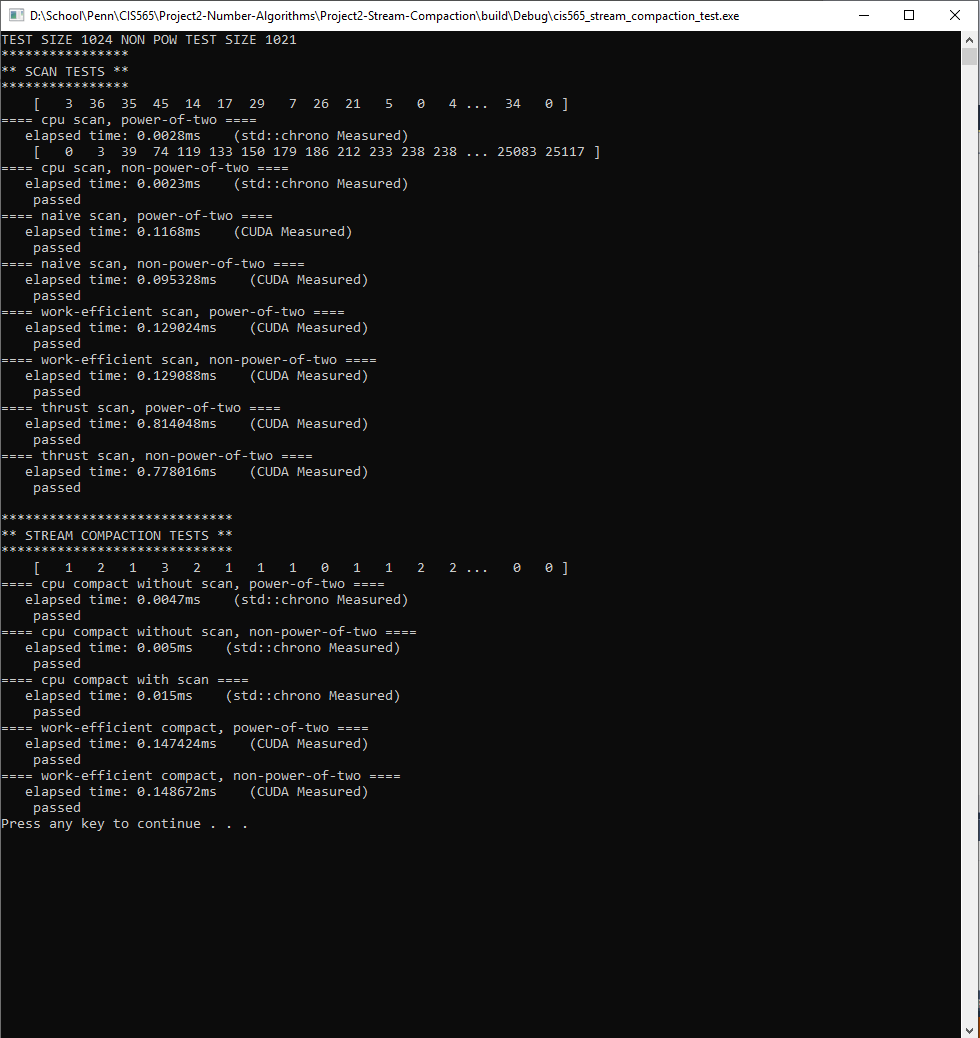 D:\School\Penn\CIS565\Project2-Number-Algorithms\Project2-Stream-Compaction\build\Debug\cis565_stream_compaction_test.exe
TEST SIZE 1024 NON POW TEST SIZE 1021
****************
** SCAN TESTS **
****************
    [   3  36  35  45  14  17  29   7  26  21   5   0   4 ...  34   0 ]
==== cpu scan, power-of-two ====
   elapsed time: 0.0028ms    (std::chrono Measured)
    [   0   3  39  74 119 133 150 179 186 212 233 238 238 ... 25083 25117 ]
==== cpu scan, non-power-of-two ====
   elapsed time: 0.0023ms    (std::chrono Measured)
    passed
==== naive scan, power-of-two ====
   elapsed time: 0.1168ms    (CUDA Measured)
    passed
==== naive scan, non-power-of-two ====
   elapsed time: 0.095328ms    (CUDA Measured)
    passed
==== work-efficient scan, power-of-two ====
   elapsed time: 0.129024ms    (CUDA Measured)
    passed
==== work-efficient scan, non-power-of-two ====
   elapsed time: 0.129088ms    (CUDA Measured)
    passed
==== thrust scan, power-of-two ====
   elapsed time: 0.814048ms    (CUDA Measured)
    passed
==== thrust scan, non-power-of-two ====
   elapsed time: 0.778016ms    (CUDA Measured)
    passed

*****************************
** STREAM COMPACTION TESTS **
*****************************
    [   1   2   1   3   2   1   1   1   0   1   1   2   2 ...   0   0 ]
==== cpu compact without scan, power-of-two ====
   elapsed time: 0.0047ms    (std::chrono Measured)
    passed
==== cpu compact without scan, non-power-of-two ====
   elapsed time: 0.005ms    (std::chrono Measured)
    passed
==== cpu compact with scan ====
   elapsed time: 0.015ms    (std::chrono Measured)
    passed
==== work-efficient compact, power-of-two ====
   elapsed time: 0.147424ms    (CUDA Measured)
    passed
==== work-efficient compact, non-power-of-two ====
   elapsed time: 0.148672ms    (CUDA Measured)
    passed
Press any key to continue . . .